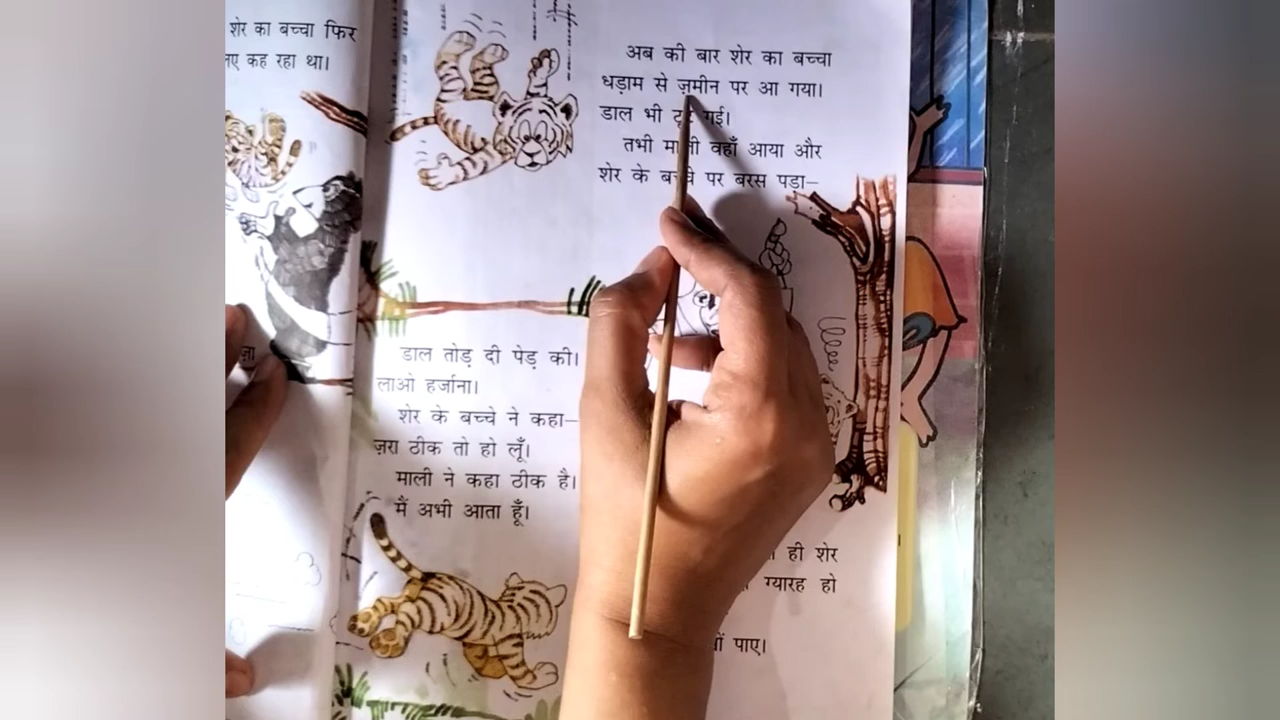 शेर का बच्चा फिर
कह रहा था।
अब की बार शेर का बच्चा
धड़ाम से ज़मीन पर आ गया।
डाल भी टूट गई।
तभी माली वहाँ आया और
शेर के बच्चे पर बरस पड़ा—
डाल तोड़ दी पेड़ की।
लाओ हर्जाना।
शेर के बच्चे ने कहा—
ज़रा ठीक तो हो लूँ।
माली ने कहा ठीक है।
मैं अभी आता हूँ।
ही शेर
ग्यारह हो
पाए।